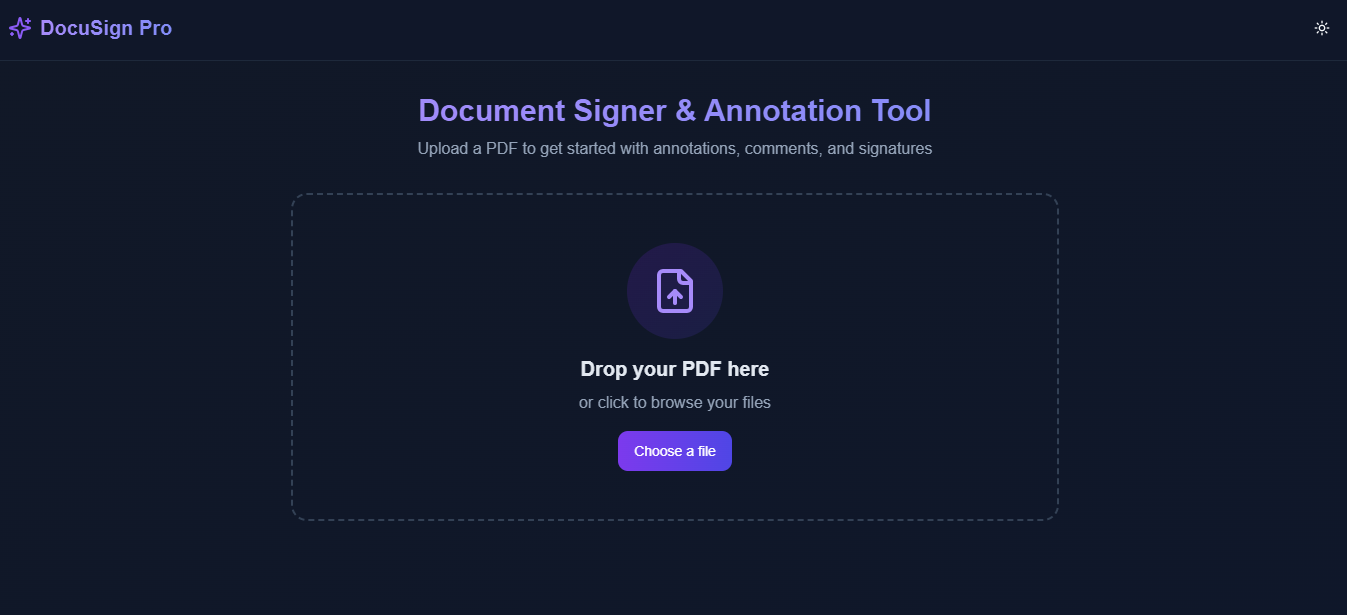 DocuSign Pro
Document Signer & Annotation Tool
Upload a PDF to get started with annotations, comments, and signatures
Drop your PDF here
or click to browse your files
Choose a file